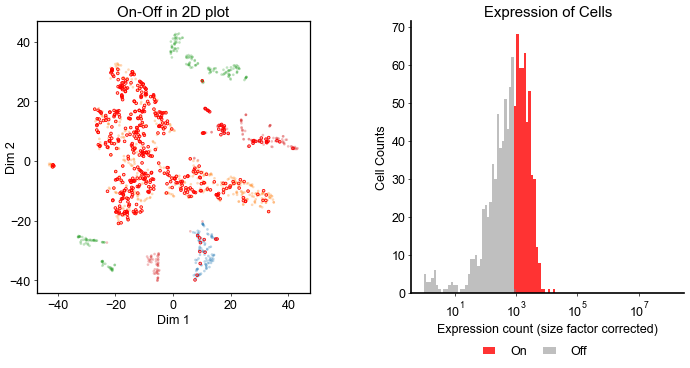 On-Off in 2D plot
Expression of Cells
40
20
0
−20
−40
Dim 2
−40 −20 0 20 40
Dim 1
70
60
50
40
30
20
10
0
Cell Counts
10^1 10^3 10^5 10^7
Expression count (size factor corrected)
On Off